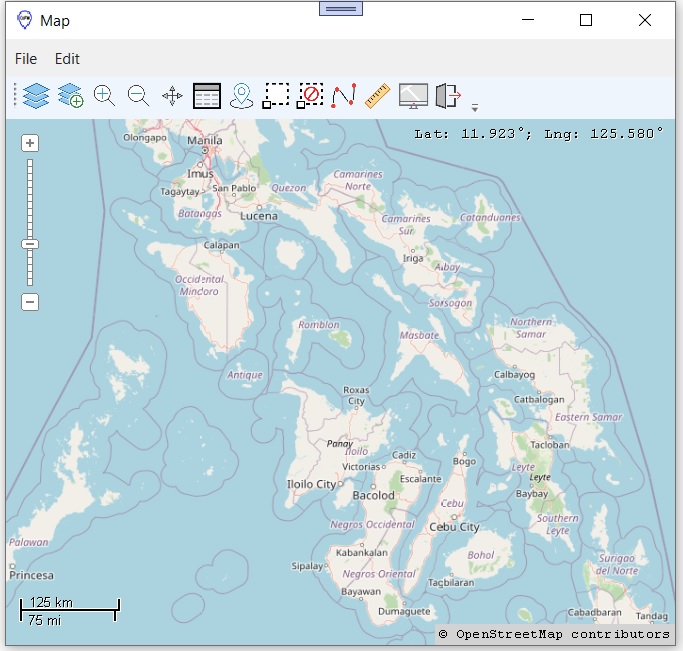 Map
File Edit
Lat: 11.923°; Lng: 125.580°
Olongapo
Manila
Imus
Tagaytay
San Pablo
Quezon
Camarines
Norte
Batangas
Lucena
Camarines
Sur
Catanduanes
Calapan
Iriga
Albay
Occidental
Mindoro
Sorsogon
Romblon
Masbate
Northern
Samar
Antique
Calbayog
Roxas
City
Catbalogan
Eastern Samar
Panay
Iloilo
Tacloban
Victorias
Cadiz
Bogo
Leyte
Leyte
Iloilo City
Escalante
Bacolod
Baybay
Cebu
Negros Occidental
Cebu City
Southern
Leyte
Palawan
Kabankalan
Bohol
Sipalay
Surigao
del Norte
Princesa
Negros Oriental
Tagbilaran
Bayawan
125 km
75 mi
Dumaguete
Cabadbaran
Tandag
© OpenStreetMap contributors